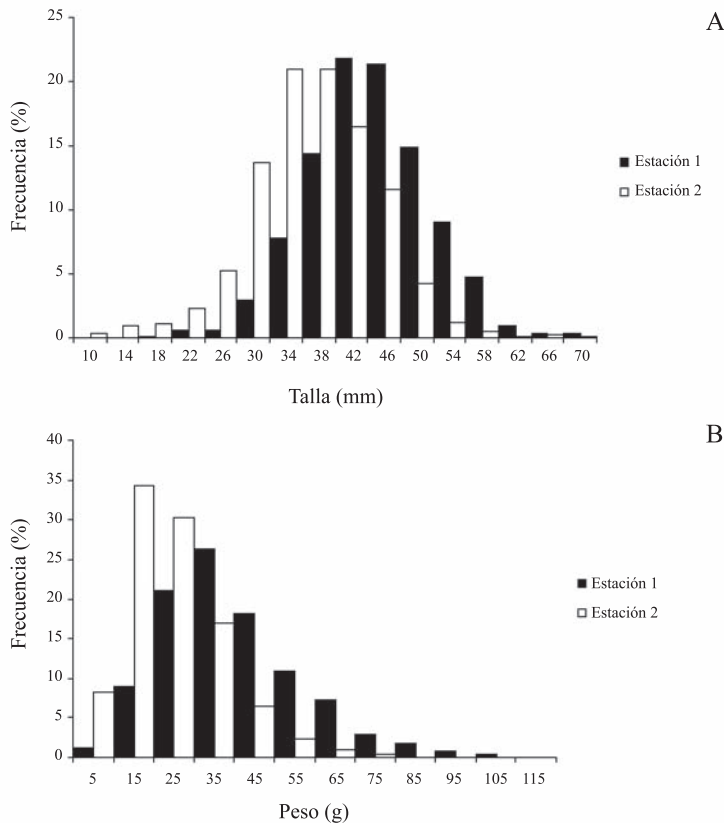 A
25
20
15
10
5
0
Frecuencia (%)
Estación 1
Estación 2
10 14 18 22 26 30 34 38 42 46 50 54 58 62 66 70
Talla (mm)
B
40
35
30
25
20
15
10
5
0
Frecuencia (%)
Estación 1
Estación 2
5 15 25 35 45 55 65 75 85 95 105 115
Peso (g)